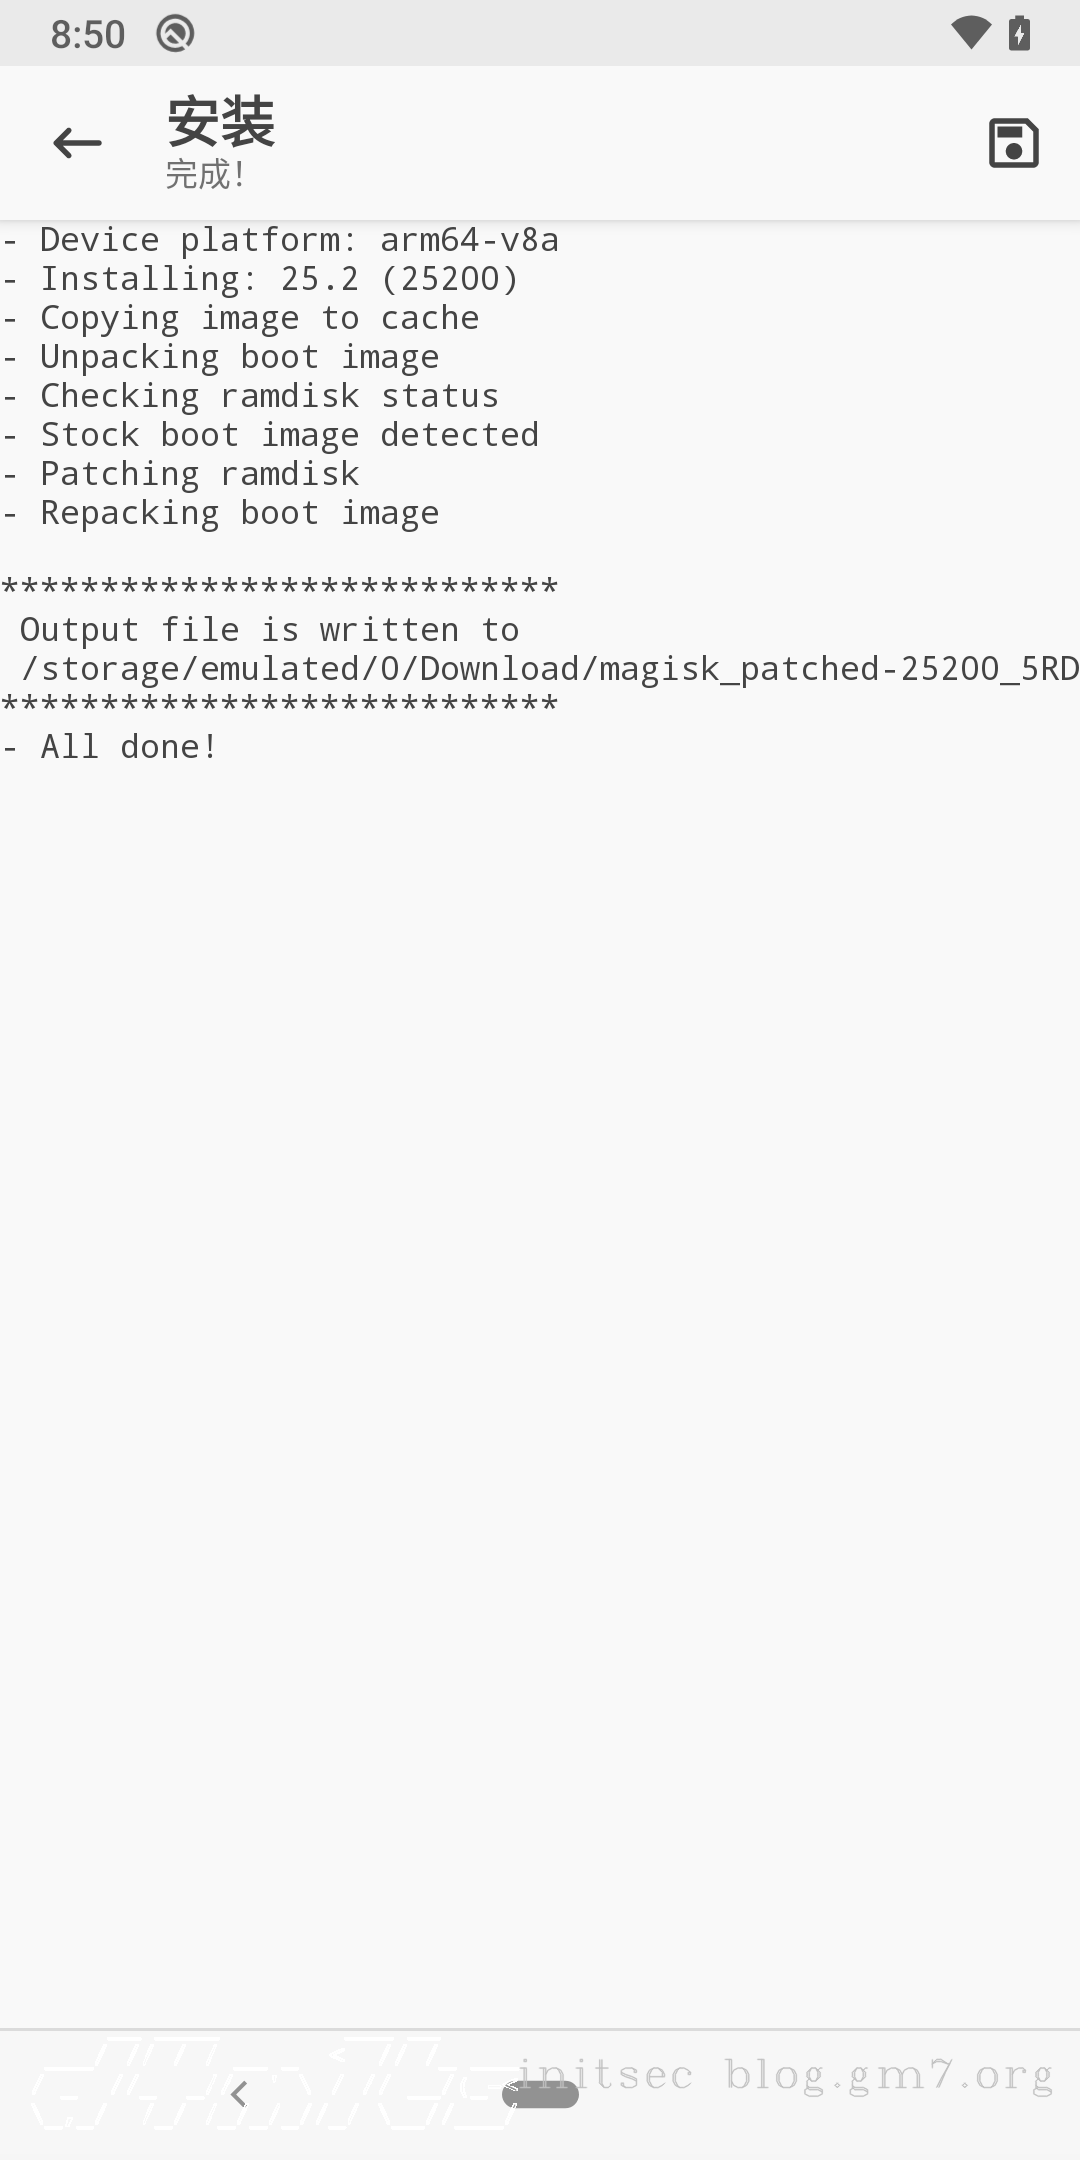 8:50
安装
完成！
- Device platform: arm64-v8a
- Installing: 25.2 (25200)
- Copying image to cache
- Unpacking boot image
- Checking ramdisk status
- Stock boot image detected
- Patching ramdisk
- Repacking boot image
****************************
Output file is written to
/storage/emulated/0/Download/magisk_patched-25200_5RD
****************************
- All done!
initsec blog.gm7.org